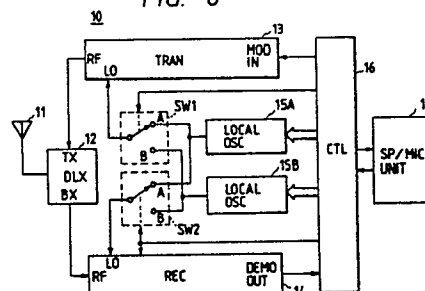 10
13
RF TRAN MOD IN
LO
16
11
12
SW1
A
B
15A
LOCAL OSC
TX
DLX
BX
CTL
SP/MIC
UNIT
15B
LOCAL OSC
A
B
SW2
LO
RF REC DEMO OUT